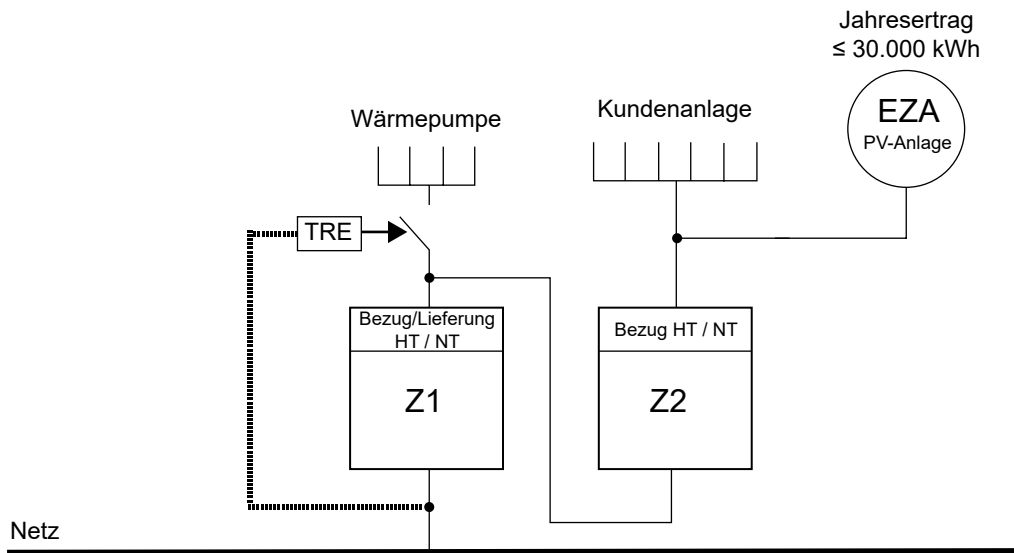 Jahresertrag
≤ 30.000 kWh
Wärmepumpe
Kundenanlage
EZA
PV-Anlage
TRE
Bezug/Lieferung
HT / NT
Bezug HT / NT
Z1
Z2
Netz